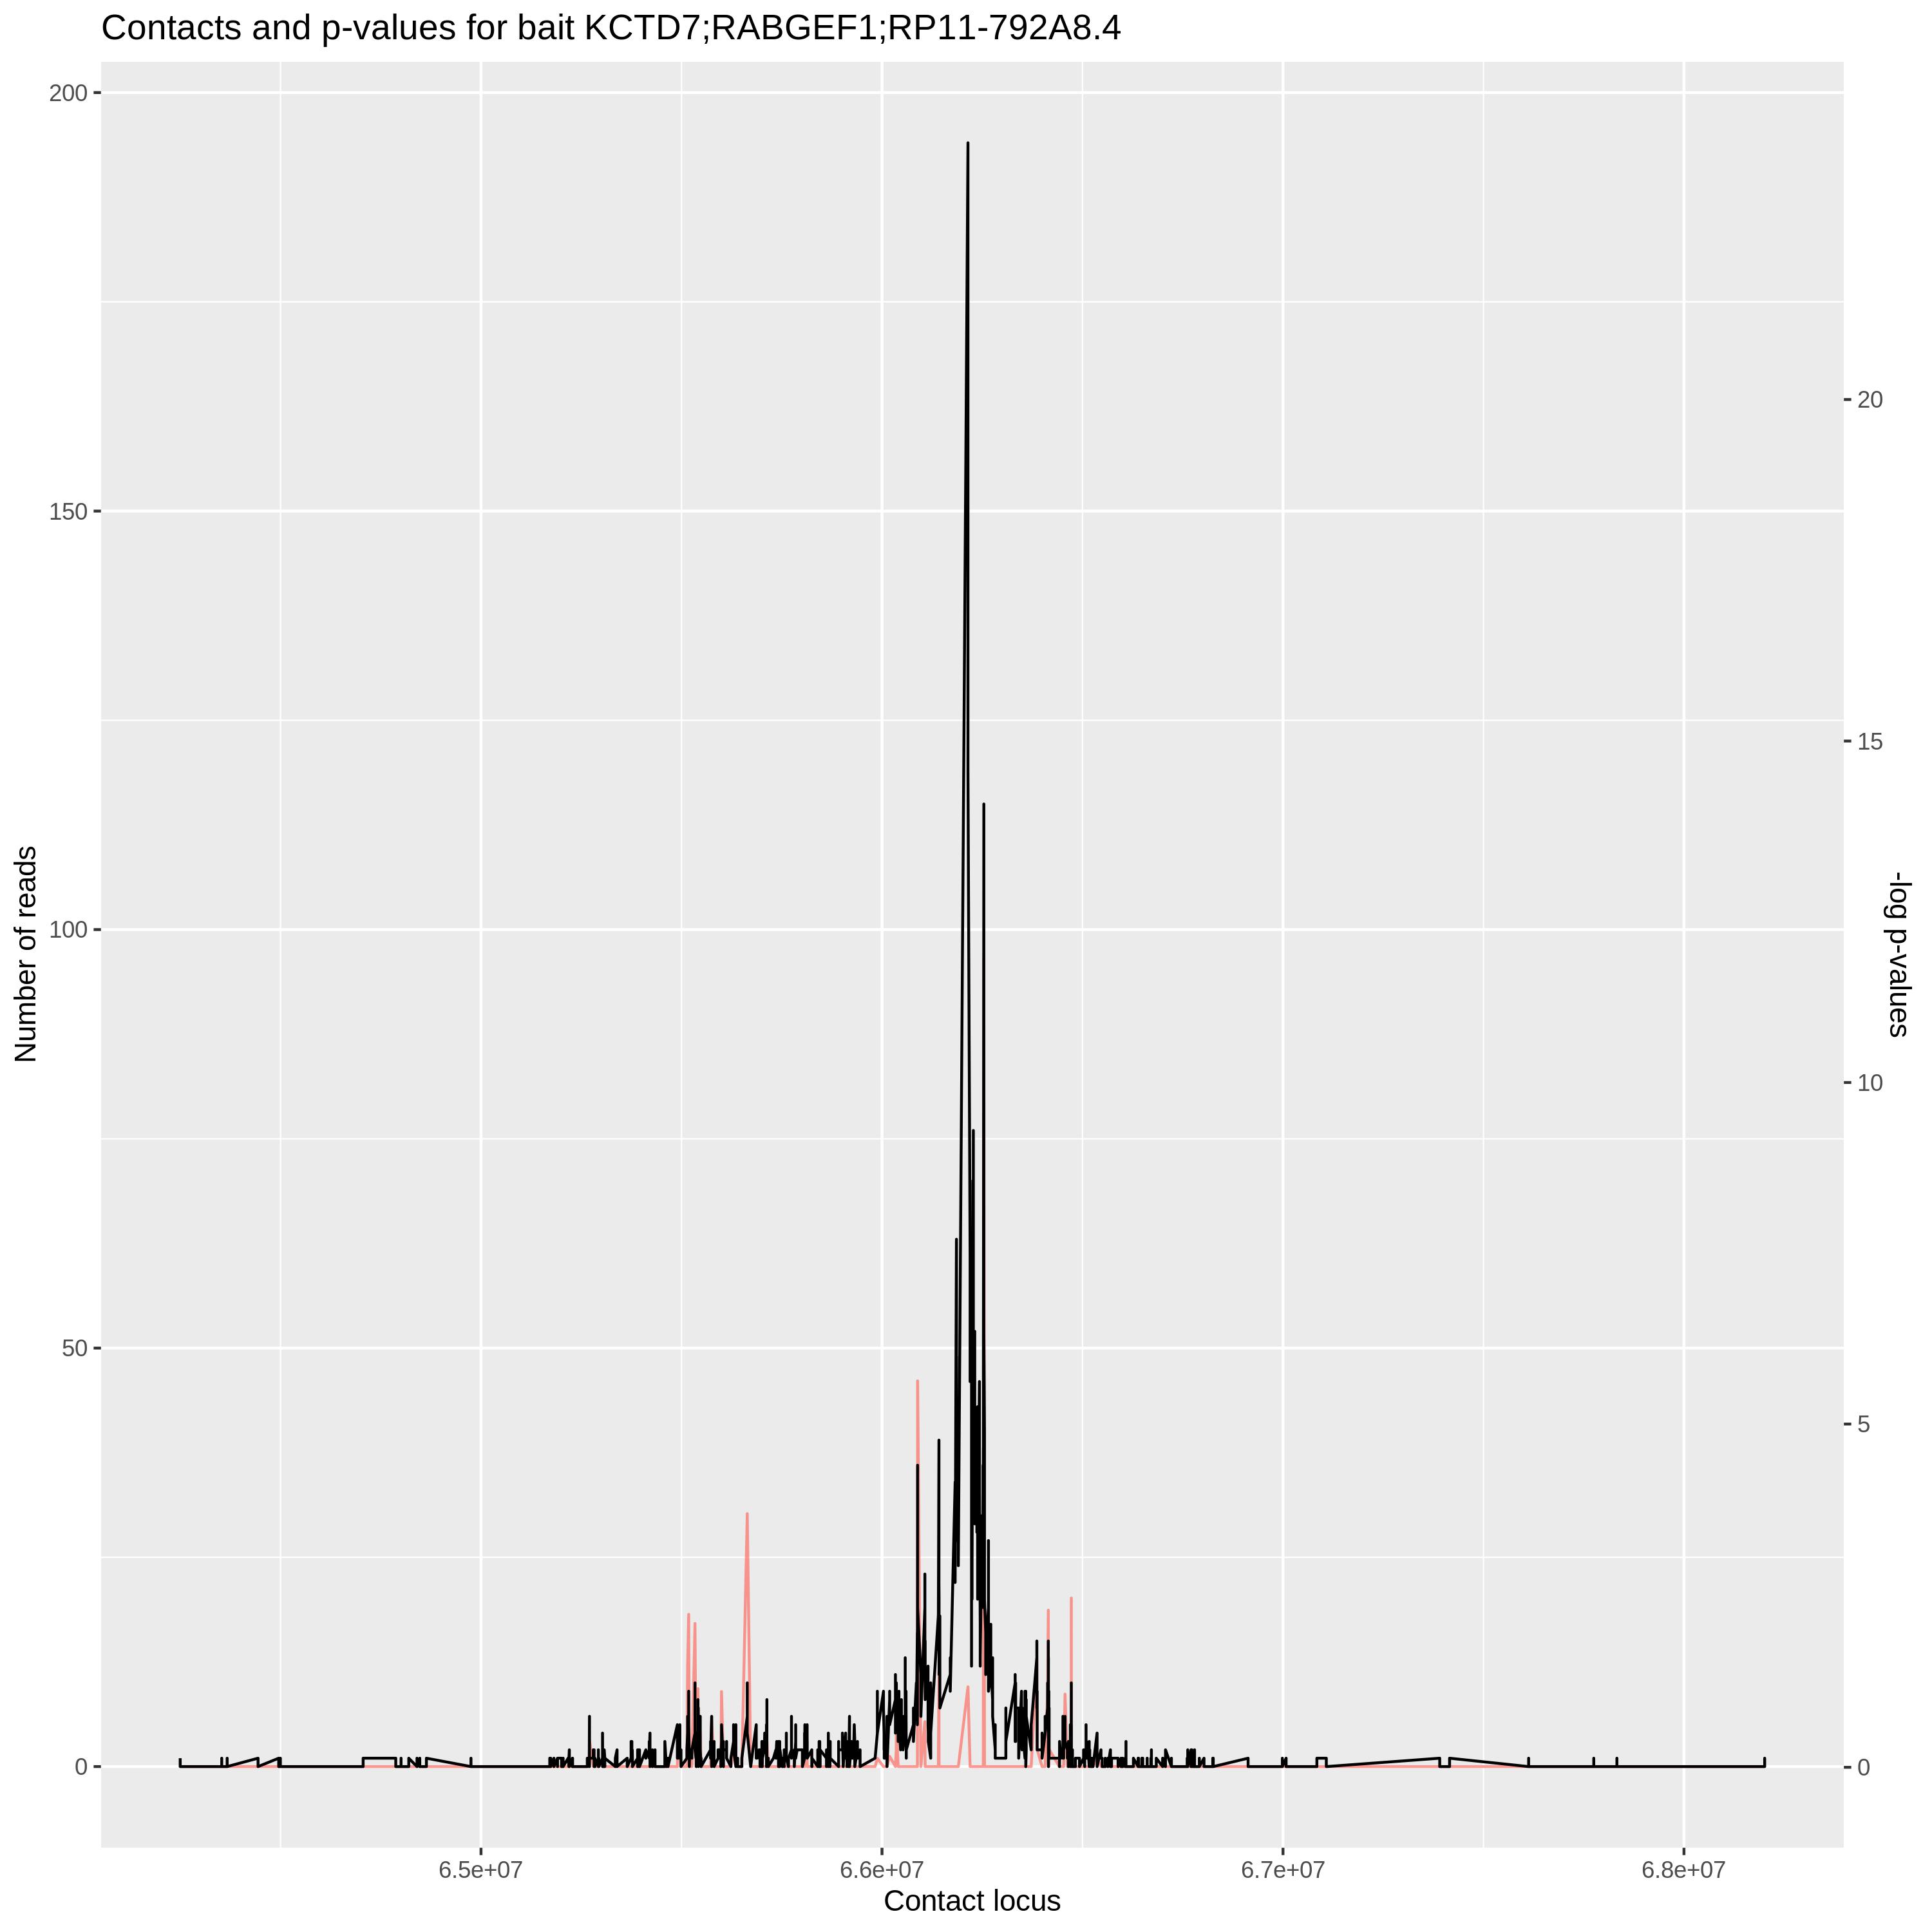 Contacts and p-values for bait KCTD7;RABGEF1;RP11-792A8.4
200
150
100
50
0
Number of reads
20
15
10
5
0
-log p-values
6.5e+07 6.6e+07 6.7e+07 6.8e+07
Contact locus